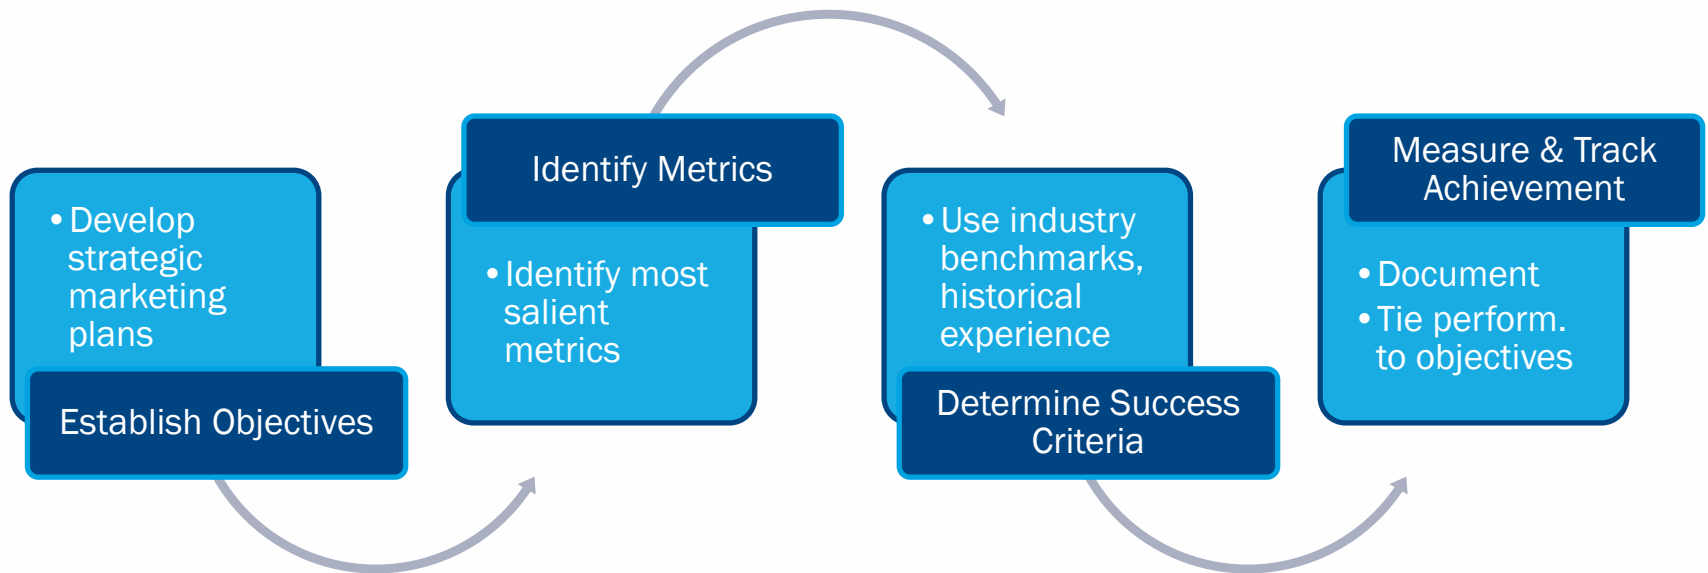 •Develop
strategic
marketing
plans
Establish Objectives
Identify Metrics
•Identify most
salient
metrics
•Use industry
benchmarks,
historical
experience
Determine Success
Criteria
Measure & Track
Achievement
•Document
•Tie perform.
to objectives